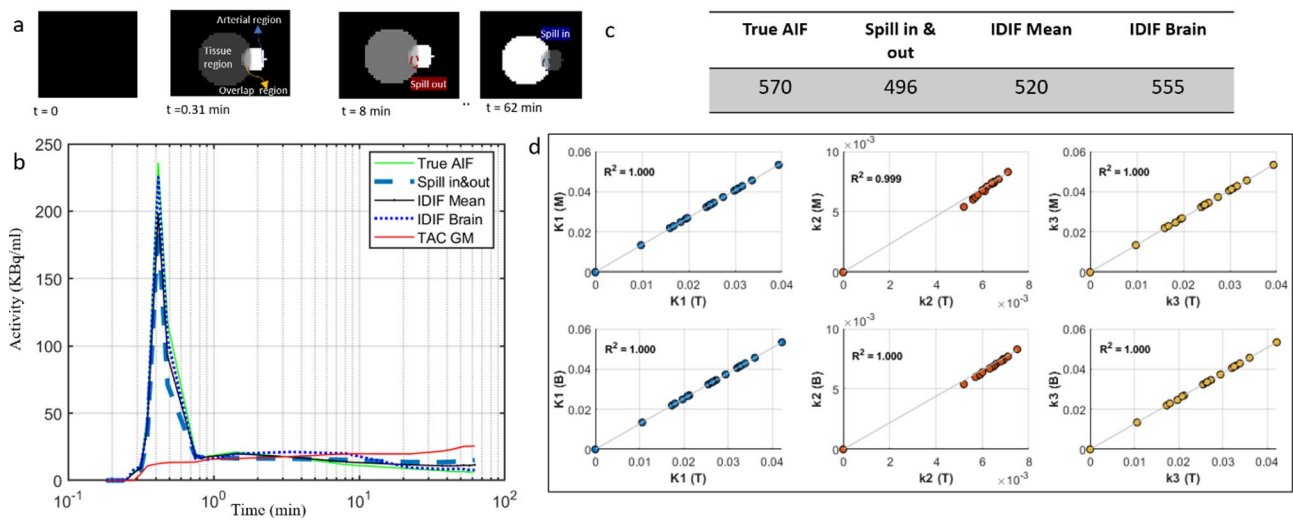 a
Arterial region
Tissue
region
Overlap region
Spill out
Spill in
t = 0
t =0.31 min
t = 8 min
..
t = 62 min
c
True AIF
Spill in &
out
IDIF Mean
IDIF Brain
570
496
520
555
b
250
200
150
100
50
0
Activity (KBq/ml)
True AIF
Spill in&out
IDIF Mean
IDIF Brain
TAC GM
10-1
100
101
102
Time (min)
d
0.06
0.04
0.02
0
K1 (M)
R2 = 1.000
0
0.01
0.02
0.03
0.04
K1 (T)
10
×10-3
5
0
k2 (M)
R2 = 0.999
0
2
4
6
8
k2 (T)
×10-3
0.06
0.04
0.02
0
k3 (M)
R2 = 1.000
0
0.01
0.02
0.03
0.04
k3 (T)
0.06
0.04
0.02
0
K1 (B)
R2 = 1.000
0
0.01
0.02
0.03
0.04
K1 (T)
10
×10-3
5
0
k2 (B)
R2 = 1.000
0
2
4
6
8
k2 (T)
×10-3
0.06
0.04
0.02
0
k3 (B)
R2 = 1.000
0
0.01
0.02
0.03
0.04
k3 (T)